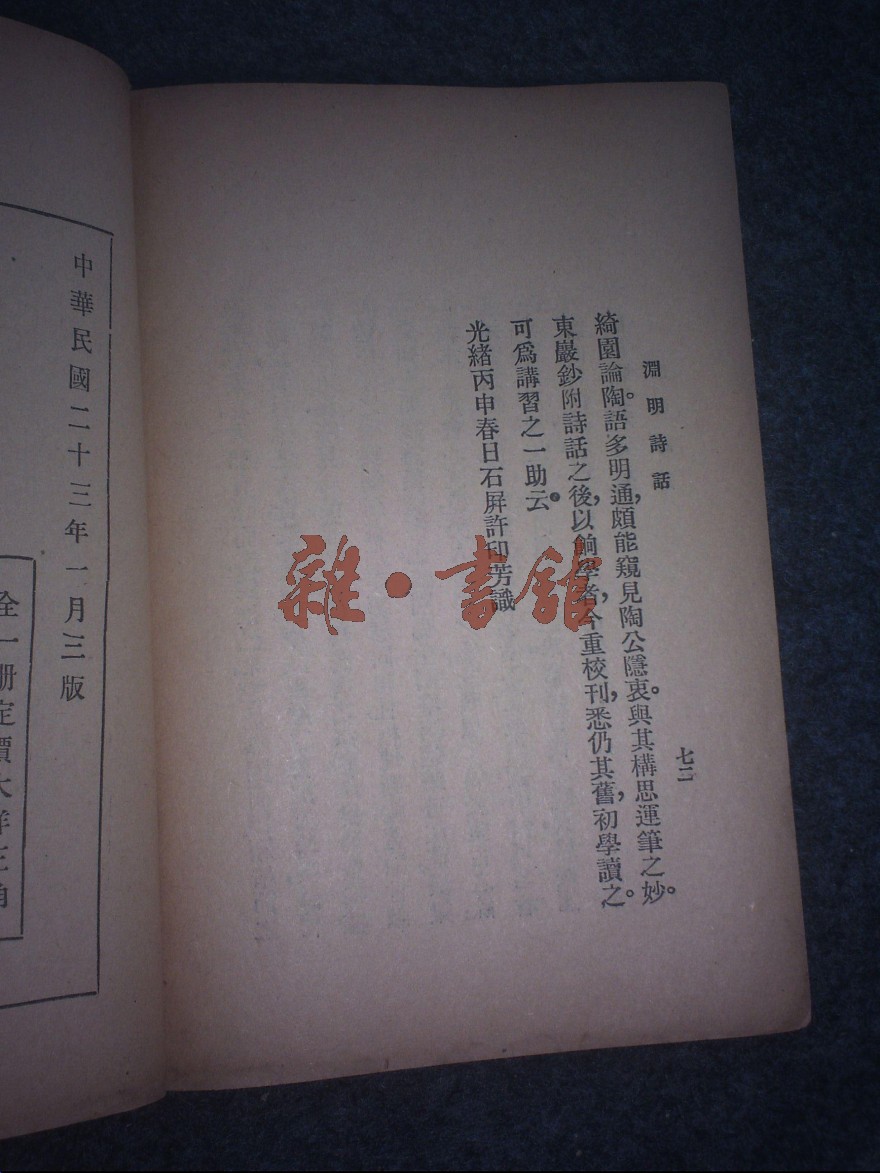 淵明詩話
七二
綺園論陶。語多明通,頗能窺見陶公隱衷。與其構思運筆之妙。
東巖鈔附詩話之後,以餉學者,今重校刊,悉仍其舊,初學讀之。
可爲講習之一助云。
光緒丙申春日石屏許印芳識
雜·書館
中華民國二十三年一月三版
全一冊定價大洋三角